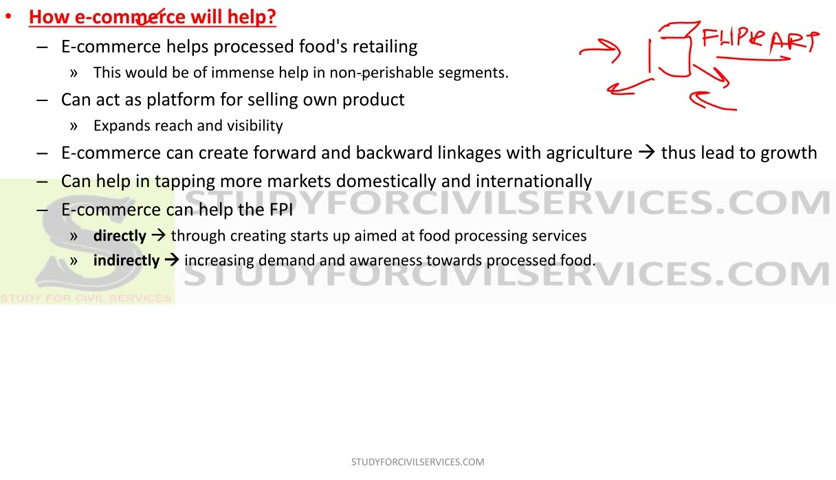 • How e-commerce will help?
– E-commerce helps processed food's retailing
» This would be of immense help in non-perishable segments.
FLIPKART
– Can act as platform for selling own product
» Expands reach and visibility
– E-commerce can create forward and backward linkages with agriculture → thus lead to growth
– Can help in tapping more markets domestically and internationally
– E-commerce can help the FPI
» directly → through creating starts up aimed at food processing services
» indirectly → increasing demand and awareness towards processed food.
STUDYFORCIVILSERVICES.COM
STUDYFORCIVILSERVICES.COM
STUDY FOR CIVIL SERVICES
STUDYFORCIVILSERVICES.COM